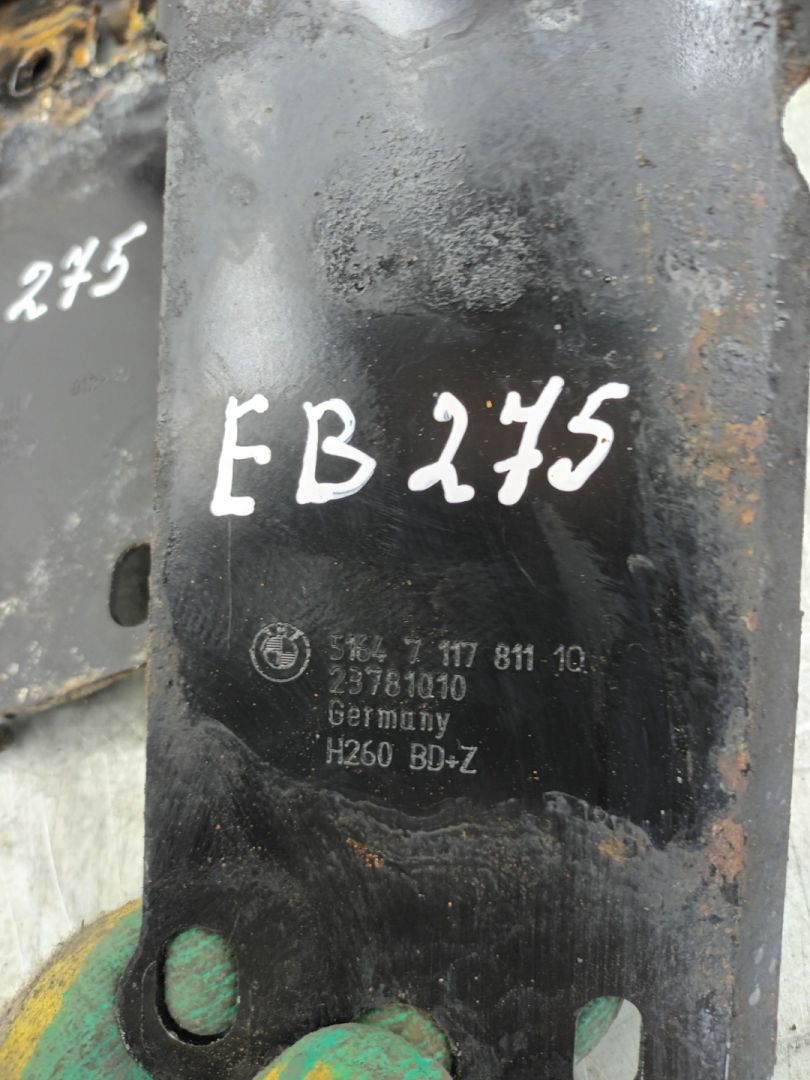 275
EB 275
5164 7 117 811 10
23781010
Germany
H260 BD+Z